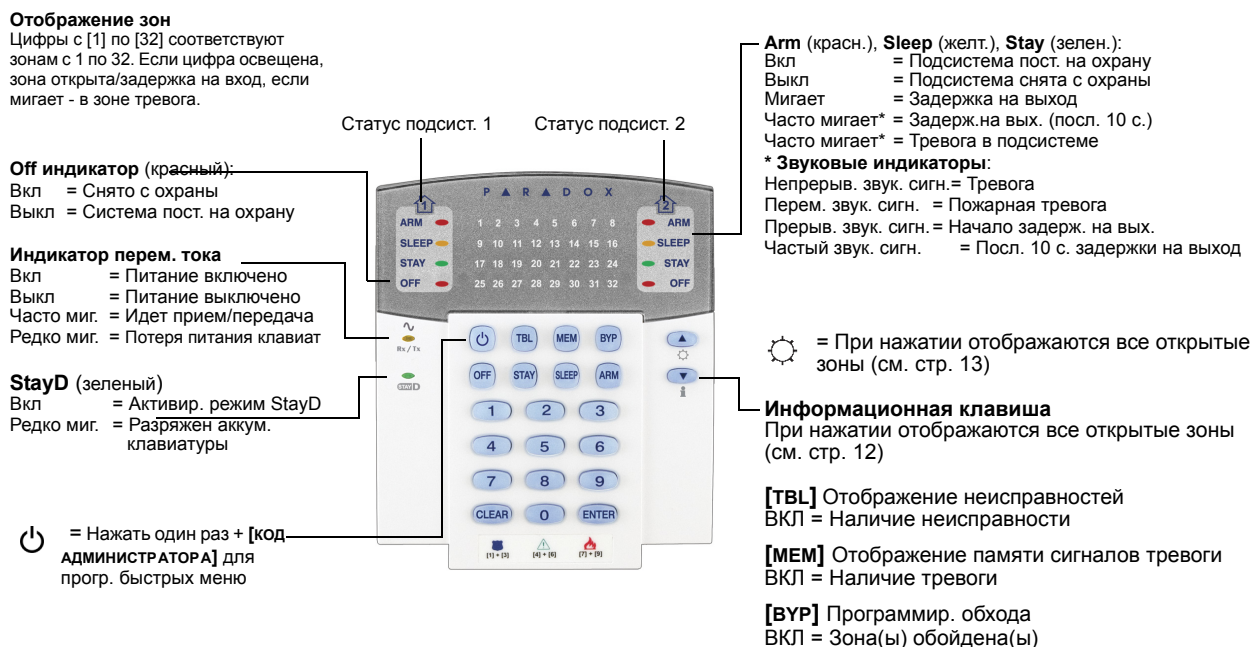 Отображение зон
Цифры с [1] по [32] соответствуют
зонам с 1 по 32. Если цифра освещена,
зона открыта/задержка на вход, если
мигает - в зоне тревога.
Статус подсист. 1
Статус подсист. 2
Off индикатор (красный):
Вкл = Снято с охраны
Выкл = Система пост. на охрану
Индикатор перем. тока
Вкл = Питание включено
Выкл = Питание выключено
Часто миг. = Идет прием/передача
Редко миг. = Потеря питания клавиат
StayD (зеленый)
Вкл = Активир. режим StayD
Редко миг. = Разряжен аккум.
клавиатуры
= Нажать один раз + [КОД
АДМИНИСТРАТОРА] для
прогр. быстрых меню
P A R A D O X
1
2
ARM
1 2 3 4 5 6 7 8
ARM
SLEEP
9 10 11 12 13 14 15 16
SLEEP
STAY
17 18 19 20 21 22 23 24
STAY
OFF
25 26 27 28 29 30 31 32
OFF
Rx / Tx
STAY D
TBL MEM BYP
OFF STAY SLEEP ARM
i
1 2 3
4 5 6
7 8 9
CLEAR 0 ENTER
[1] + [3] [4] + [6] [7] + [9]
Arm (красн.), Sleep (желт.), Stay (зелен.):
Вкл = Подсистема пост. на охрану
Выкл = Подсистема снята с охраны
Мигает = Задержка на выход
Часто мигает* = Задерж.на вых. (посл. 10 с.)
Часто мигает* = Тревога в подсистеме
* Звуковые индикаторы:
Непрерыв. звук. сигн.= Тревога
Перем. звук. сигн. = Пожарная тревога
Прерыв. звук. сигн. = Начало задерж. на вых.
Частый звук. сигн. = Посл. 10 с. задержки на выход
= При нажатии отображаются все открытые
зоны (см. стр. 13)
Информационная клавиша
При нажатии отображаются все открытые зоны
(см. стр. 12)
[TBL] Отображение неисправностей
ВКЛ = Наличие неисправности
[MEM] Отображение памяти сигналов тревоги
ВКЛ = Наличие тревоги
[BYP] Программир. обхода
ВКЛ = Зона(ы) обойдена(ы)